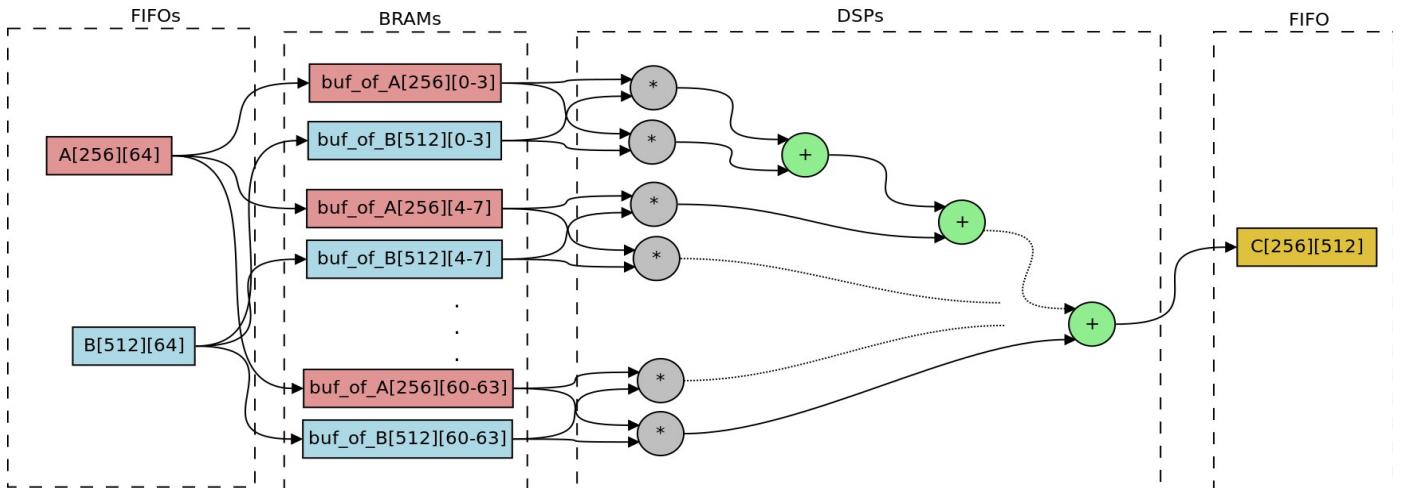 FIFOs
BRAMs
DSPs
FIFO
buf_of_A[256][0-3]
*
buf_of_B[512][0-3]
*
A[256][64]
+
buf_of_A[256][4-7]
*
+
buf_of_B[512][4-7]
*
C[256][512]
.
.
.
+
B[512][64]
buf_of_A[256][60-63]
*
buf_of_B[512][60-63]
*